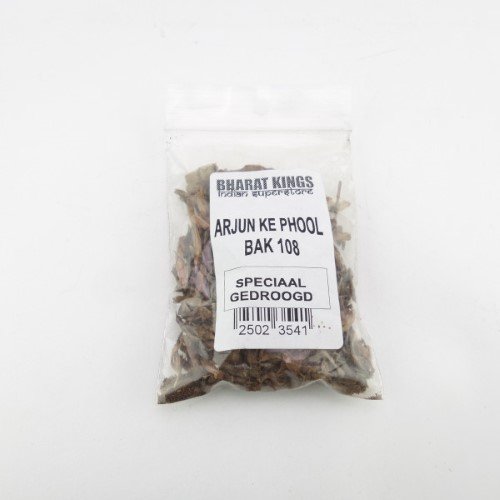 BHARAT KINGS
indian superstore
ARJUN KE PHOOL
BAK 108
SPECIAAL
GEDROOGD
2502 3541